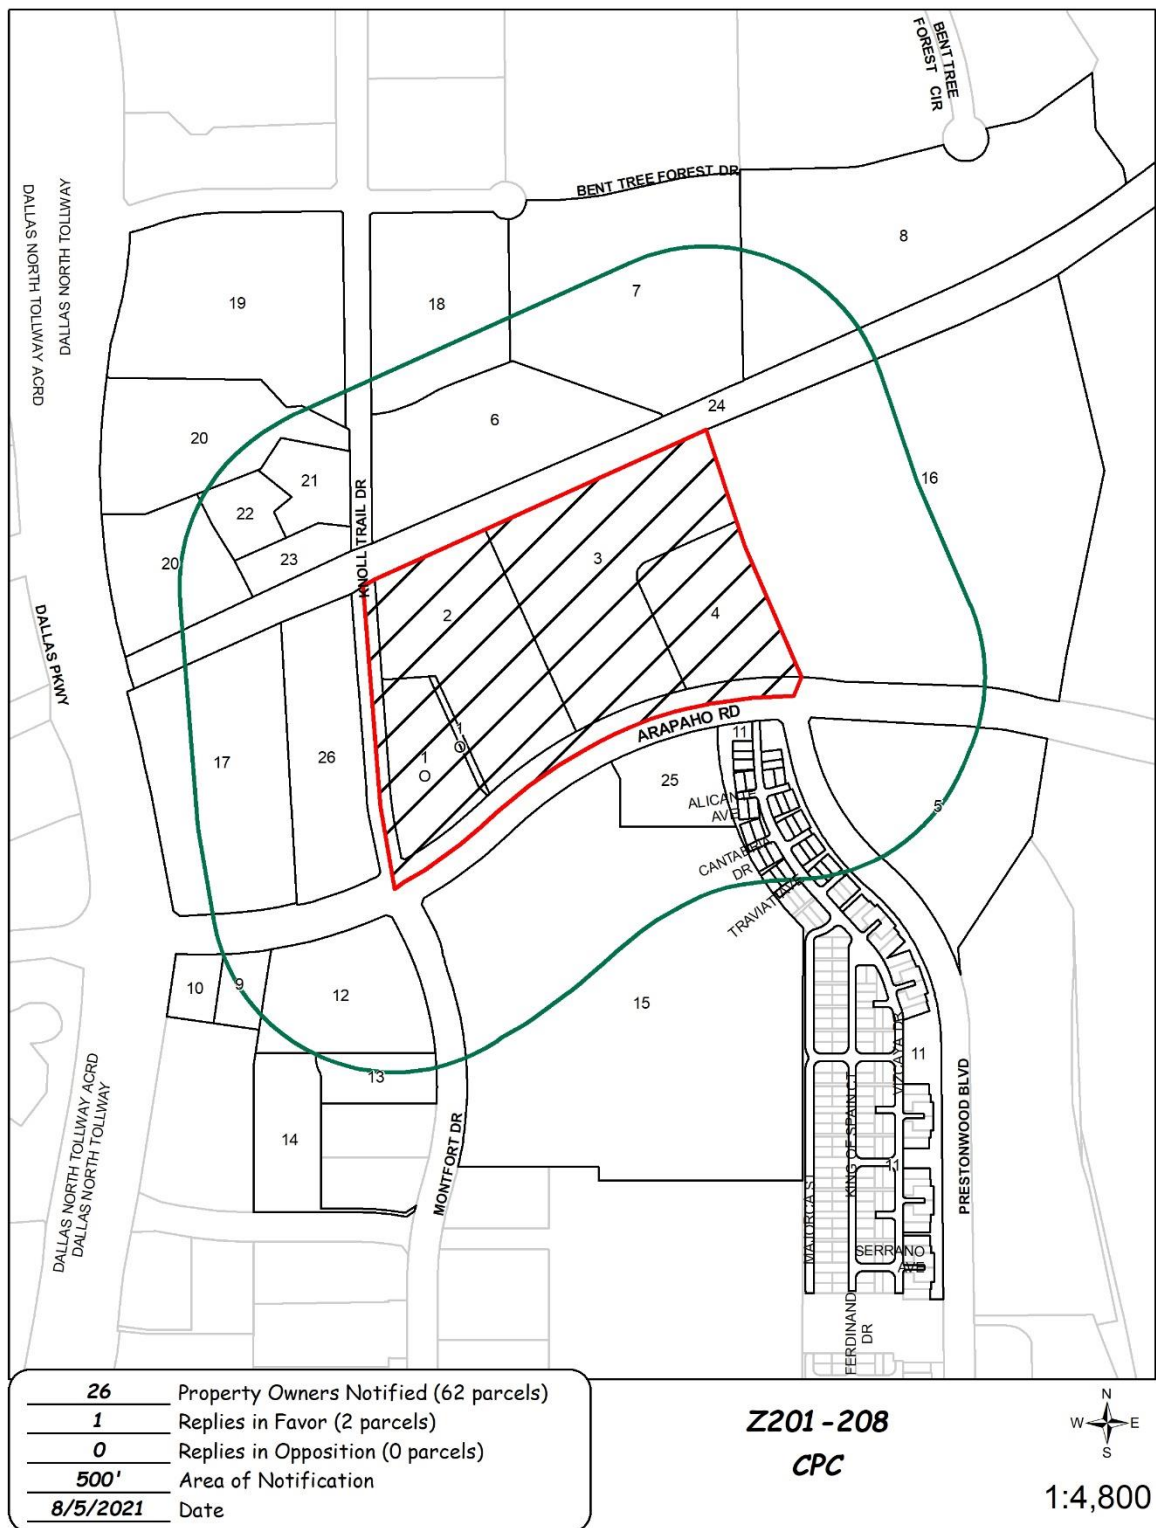 BENT TREE
FOREST CIR
BENT TREE FOREST DR
DALLAS NORTH TOLLWAY ACRD
DALLAS NORTH TOLLWAY
8
7
19
18
24
6
20
21
16
22
KNOLL TRAIL DR
3
20
23
2
4
DALLAS PKWY
ARAPAHO RD
1
11
1
17
26
25
ALICANTE
AVE
5
CANTABRIA
DR
TRAVIATA AVE
10
9
12
15
13
11
VIZCAYA DR
DALLAS NORTH TOLLWAY ACRD
DALLAS NORTH TOLLWAY
14
MONTFORT DR
MAJORCA ST
KING OF SPAIN CT
11
PRESTONWOOD BLVD
SERRANO
AVE
FERDINAND
DR
26 Property Owners Notified (62 parcels)
1 Replies in Favor (2 parcels)
0 Replies in Opposition (0 parcels)
500' Area of Notification
8/5/2021 Date
Z201-208
CPC
N
W E
S
1:4,800